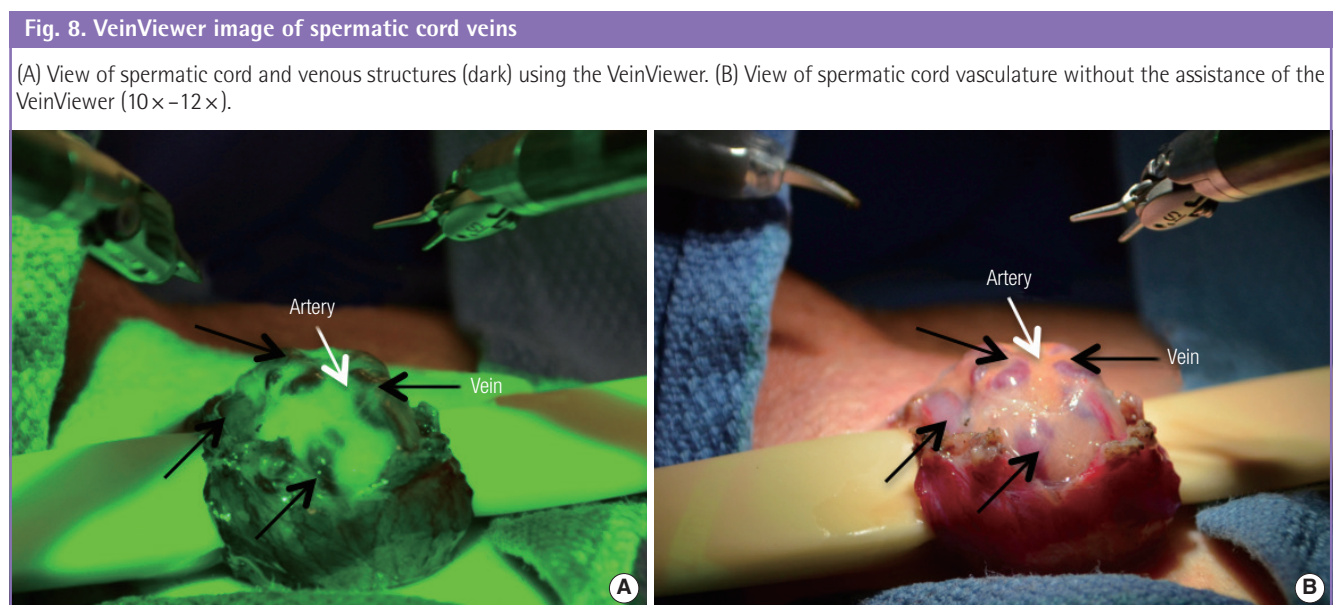 Fig. 8. VeinViewer image of spermatic cord veins
(A) View of spermatic cord and venous structures (dark) using the VeinViewer. (B) View of spermatic cord vasculature without the assistance of the
VeinViewer (10×–12×).
Artery
Vein
A
Artery
Vein
B